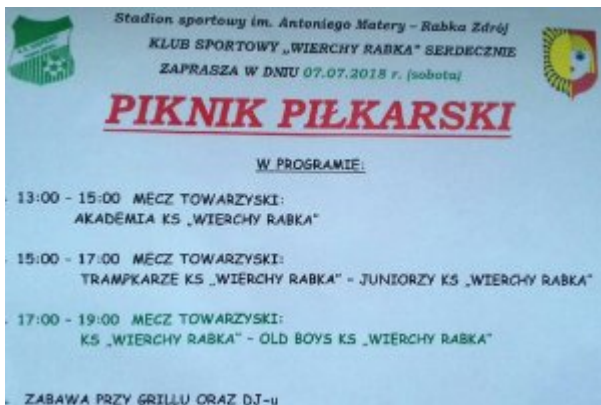 Stadion sportowy im. Antoniego Matery – Rabka Zdrój
KLUB SPORTOWY „WIERCHY RABKA” SERDECZNIE
ZAPRASZA W DNIU 07.07.2018 r. (sobota)
PIKNIK PIŁKARSKI
W PROGRAMIE:
13:00 - 15:00 MECZ TOWARZYSKI:
AKADEMIA KS „WIERCHY RABKA”
15:00 - 17:00 MECZ TOWARZYSKI:
TRAMPKARZE KS „WIERCHY RABKA” - JUNIORZY KS „WIERCHY RABKA”
17:00 - 19:00 MECZ TOWARZYSKI:
KS „WIERCHY RABKA” - OLD BOYS KS „WIERCHY RABKA”
ZABAWA PRZY GRILLU ORAZ DJ-u